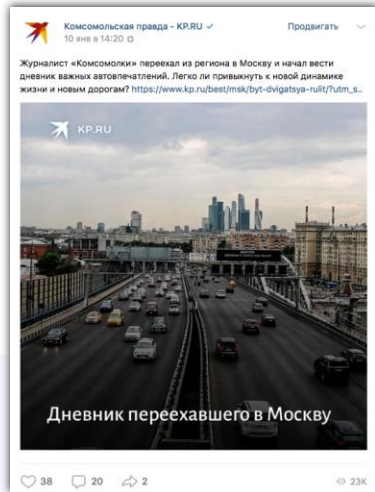 Комсомольская правда - KP.RU
Продвигать
10 янв в 14:20
Журналист «Комсомолки» переехал из региона в Москву и начал вести
дневник важных автовпечатлений. Легко ли привыкнуть к новой динамике
жизни и новым дорогам? https://www.kp.ru/best/msk/byt-dvigatsya-rulit/?utm_s..
KP.RU
Дневник переехавшего в Москву
38 20 2 23K